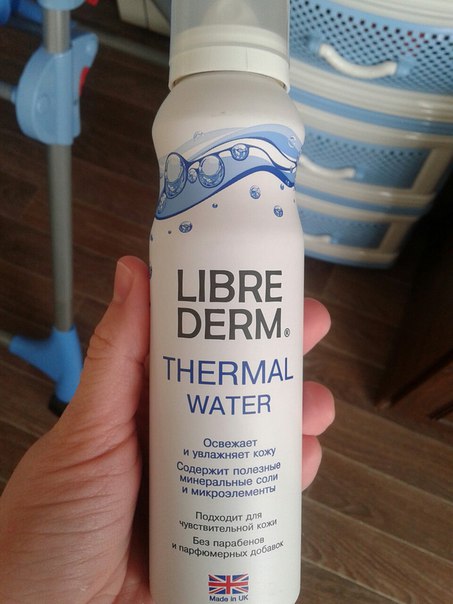 LIBRE
DERM®
THERMAL
WATER
Освежает
и увлажняет кожу
Содержит полезные
минеральные соли
и микроэлементы
Подходит для
чувствительной кожи
Без парабенов
и парфюмерных добавок
Made in UK